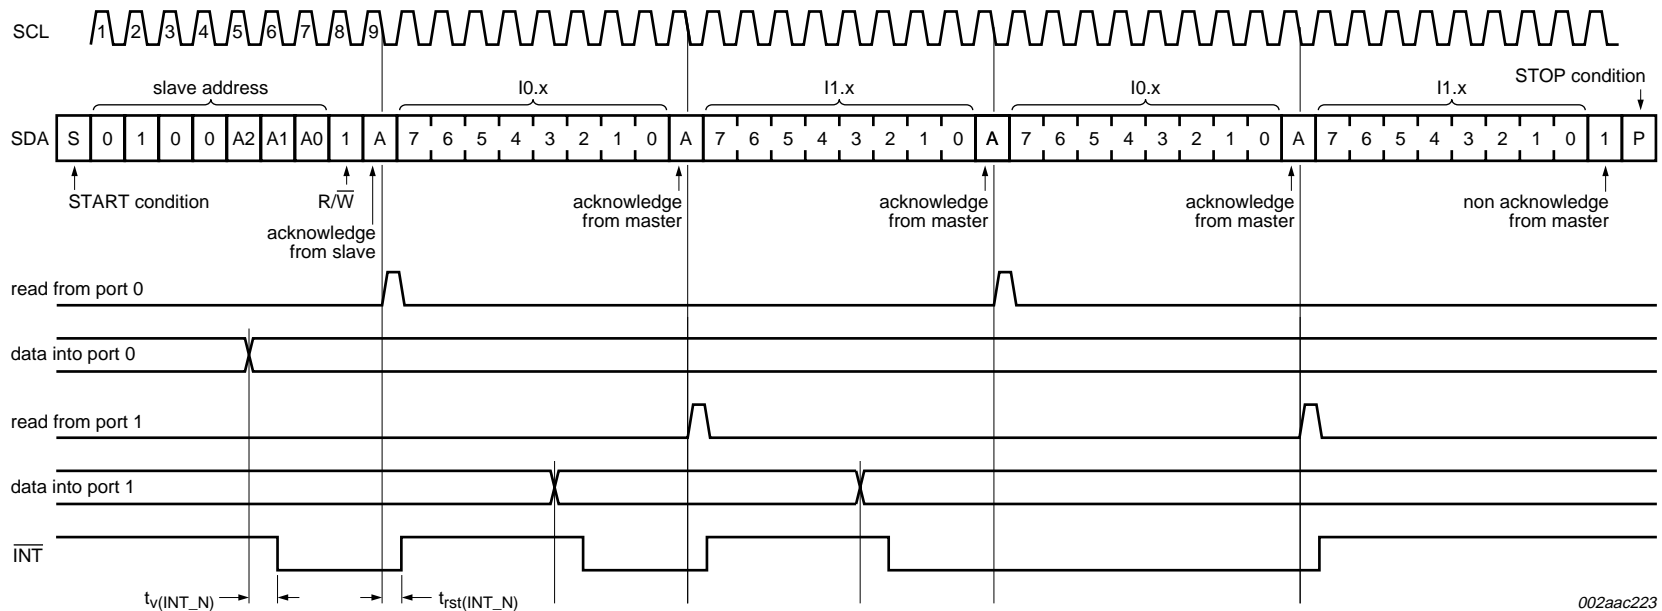 SCL 1 2 3 4 5 6 7 8 9
STOP condition
slave address I0.x I1.x I0.x I1.x
SDA S 0 1 0 0 A2 A1 A0 1 A 7 6 5 4 3 2 1 0 A 7 6 5 4 3 2 1 0 A 7 6 5 4 3 2 1 0 A 7 6 5 4 3 2 1 0 1 P
START condition R/W̅ acknowledge acknowledge acknowledge non acknowledge
from master from master from master from master
acknowledge
from slave
read from port 0
data into port 0
read from port 1
data into port 1
I̅N̅T̅
tv(INT_N) trst(INT_N)
002aac223